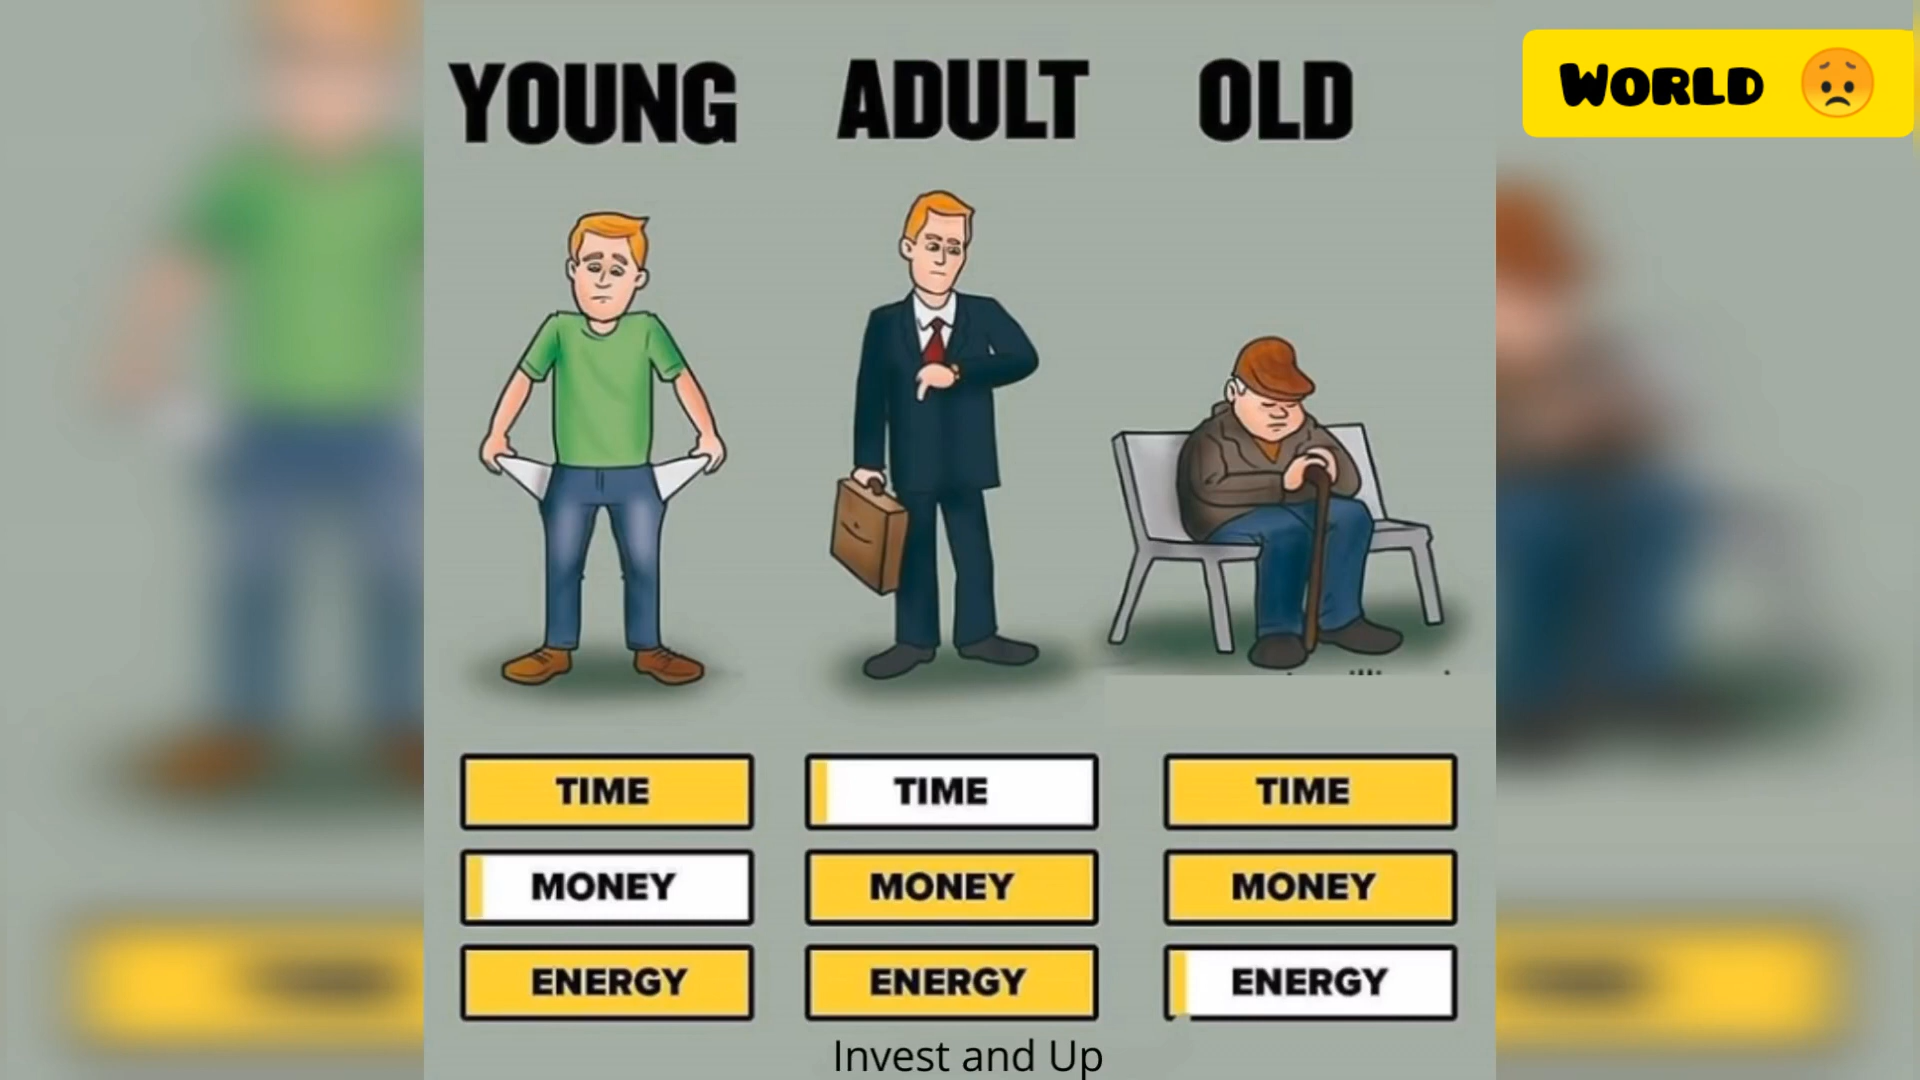 YOUNG ADULT OLD
WORLD 😞
TIME TIME TIME
MONEY MONEY MONEY
ENERGY ENERGY ENERGY
Invest and Up